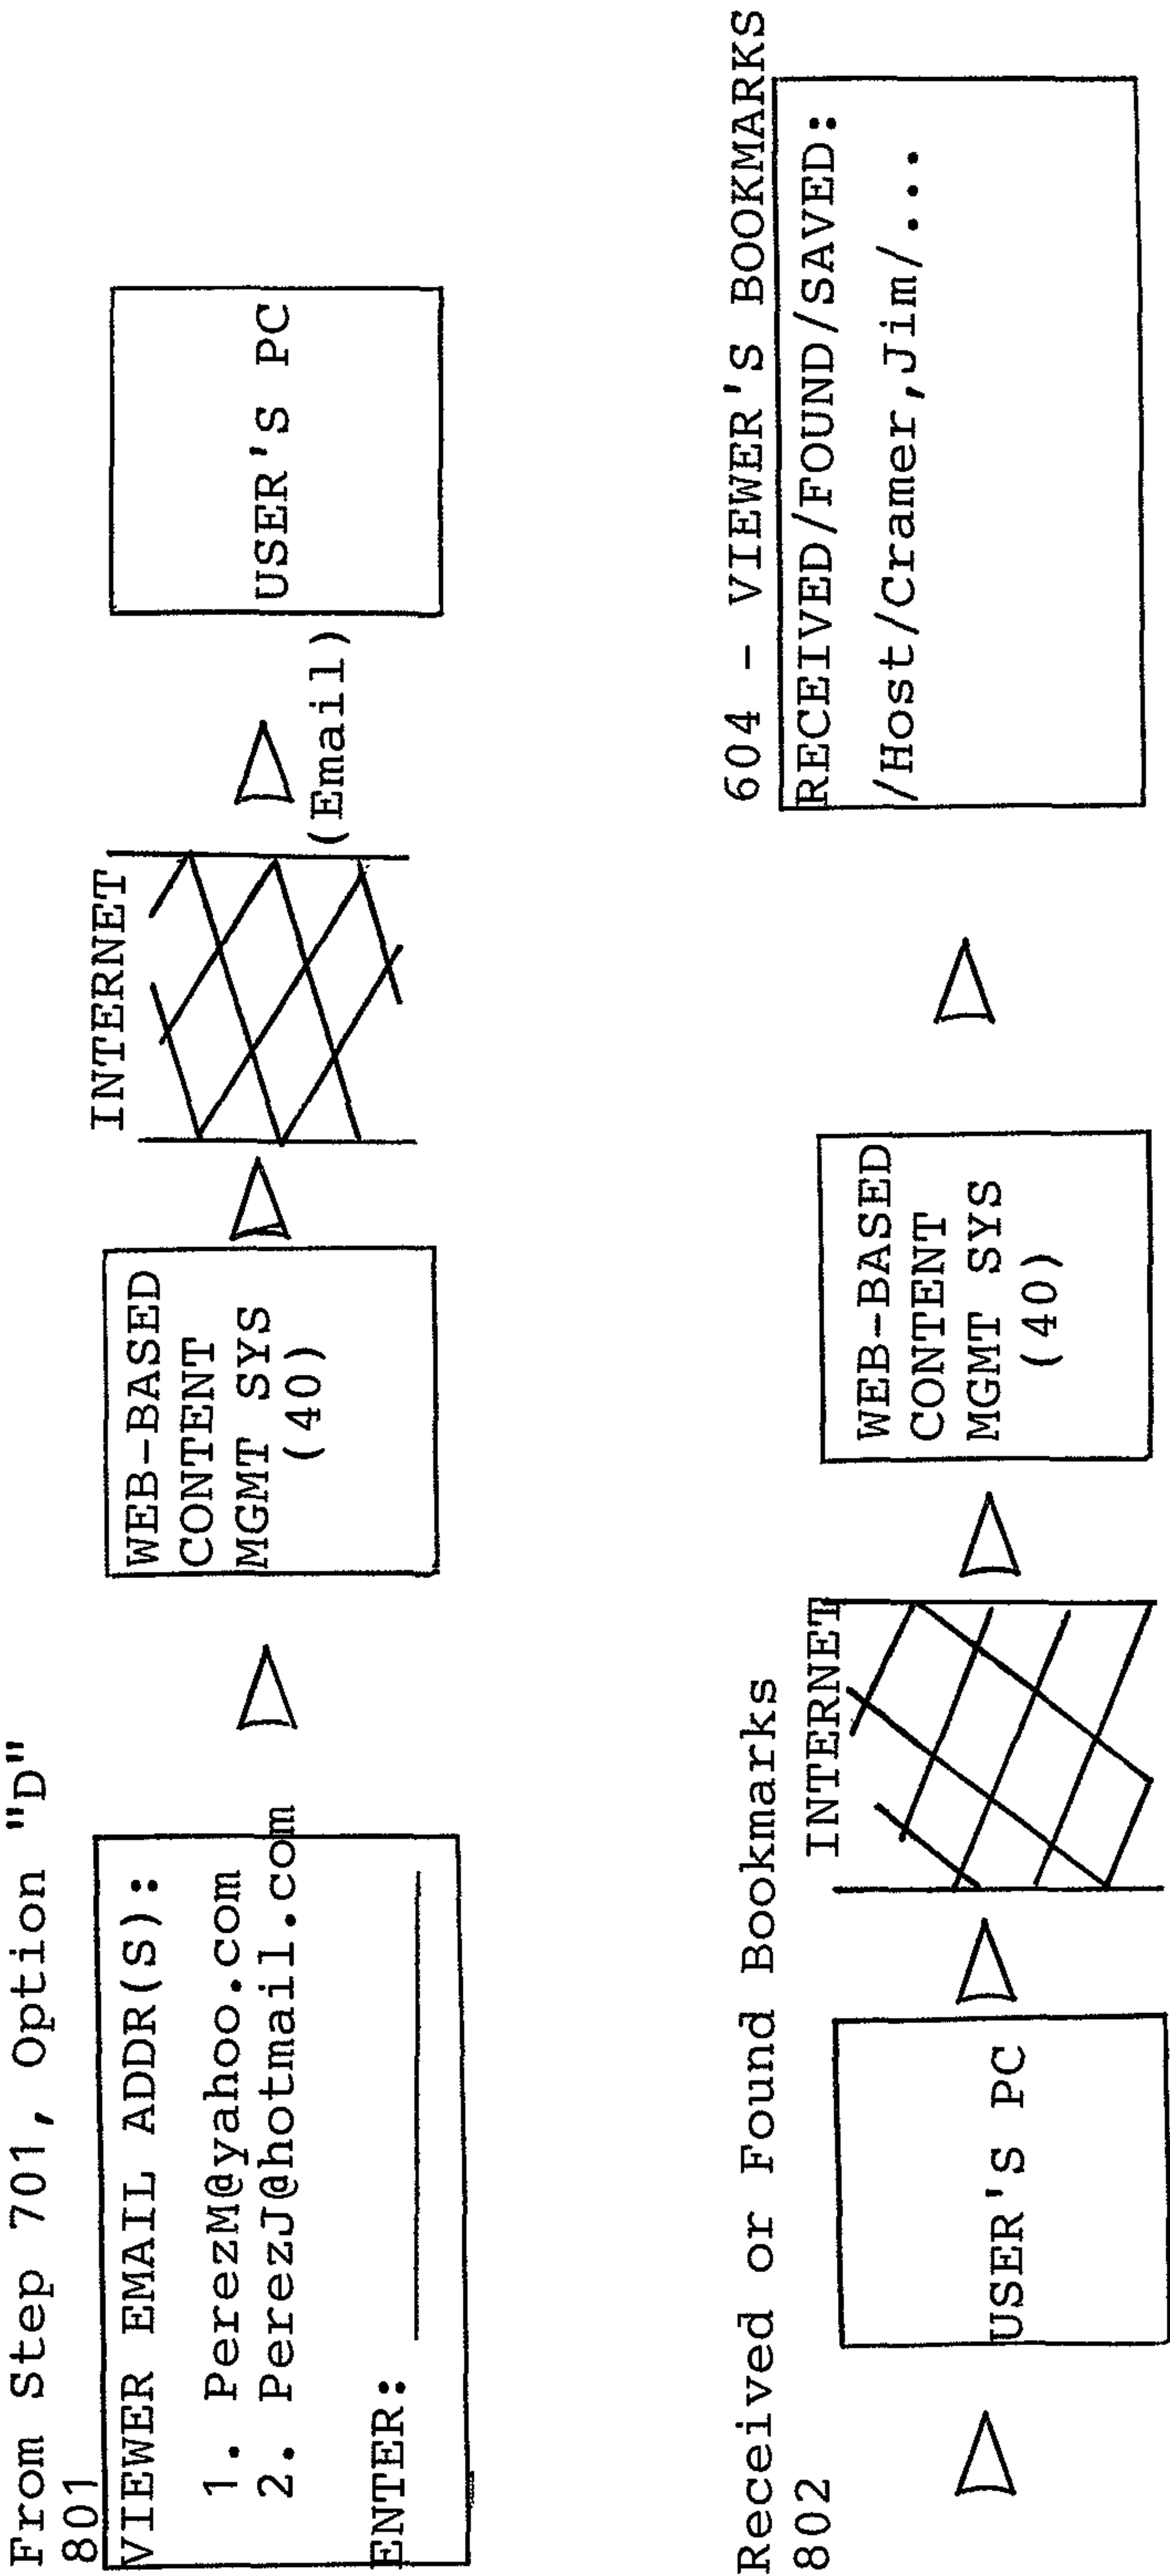 From Step 701, Option "D"
801
VIEWER EMAIL ADDR(S):
1. PerezM@yahoo.com
2. PerezJ@hotmail.com
ENTER:
WEB-BASED
CONTENT
MGMT SYS
(40)
INTERNET
(Email)
USER'S PC
Received or Found Bookmarks
802
USER'S PC
INTERNET
WEB-BASED
CONTENT
MGMT SYS
(40)
604 - VIEWER'S BOOKMARKS
RECEIVED/FOUND/SAVED:
/Host/Cramer,Jim/...